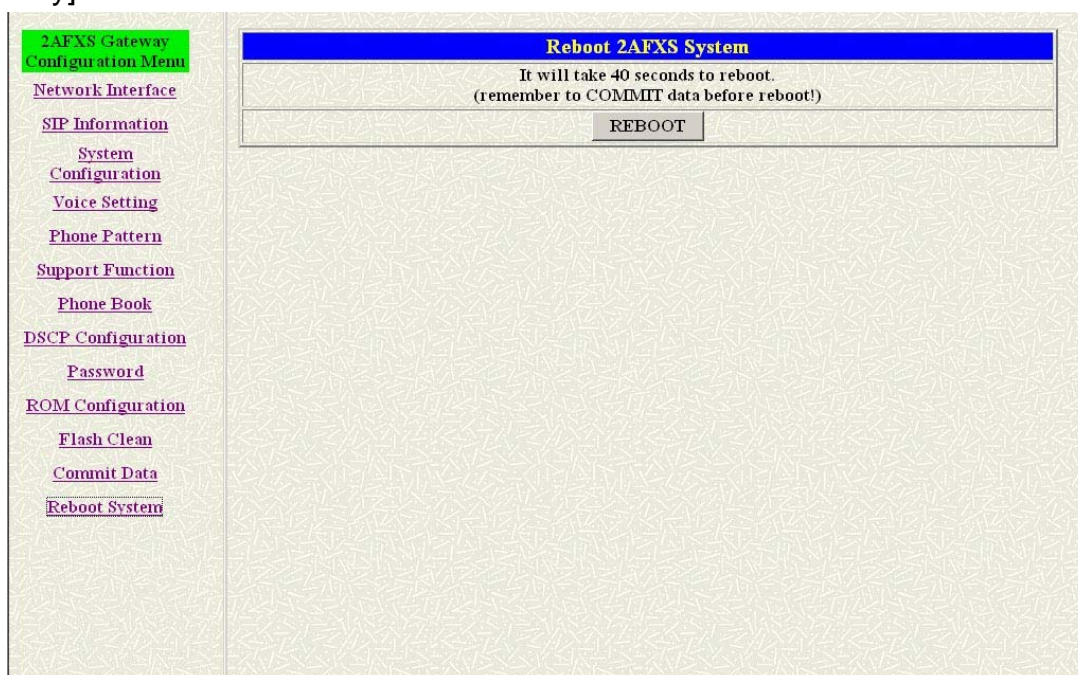 y]
2AFXS Gateway
Configuration Menu
Network Interface
SIP Information
System
Configuration
Voice Setting
Phone Pattern
Support Function
Phone Book
DSCP Configuration
Password
ROM Configuration
Flash Clean
Commit Data
Reboot System
Reboot 2AFXS System
It will take 40 seconds to reboot.
(remember to COMMIT data before reboot!)
REBOOT